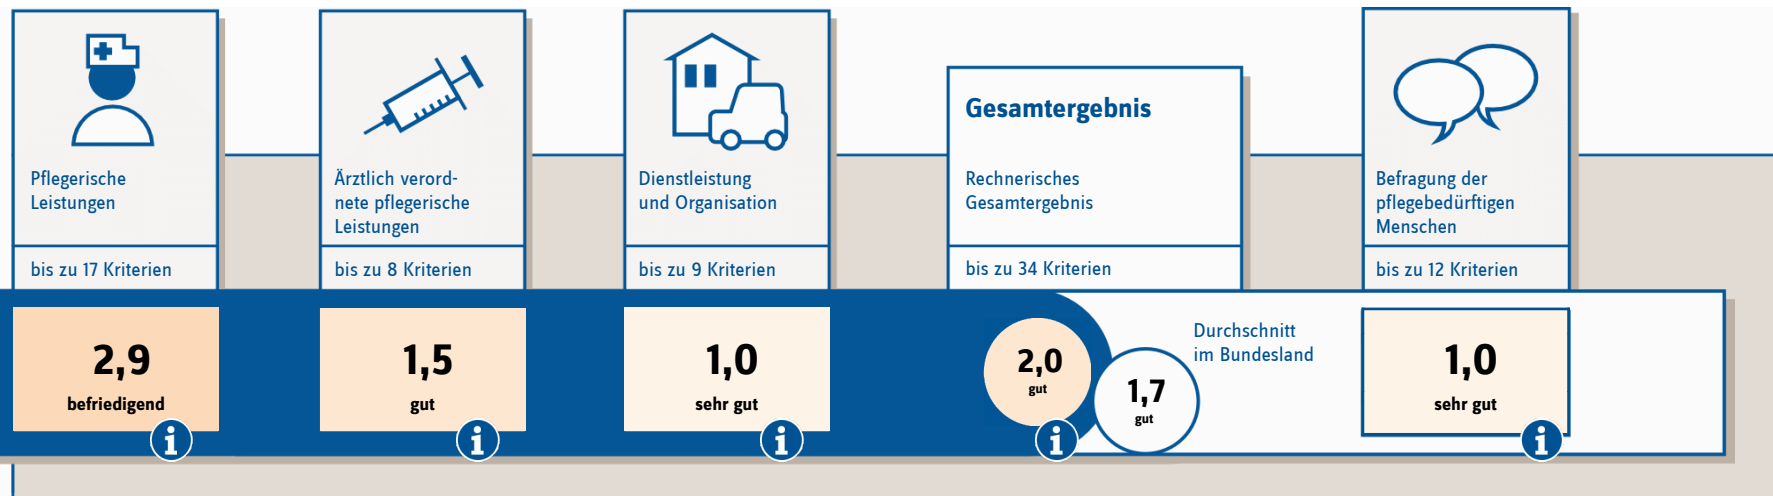 Pflegerische
Leistungen
bis zu 17 Kriterien
2,9
befriedigend
i
Ärztlich verord-
nete pflegerische
Leistungen
bis zu 8 Kriterien
1,5
gut
i
Dienstleistung
und Organisation
bis zu 9 Kriterien
1,0
sehr gut
i
Gesamtergebnis
Rechnerisches
Gesamtergebnis
bis zu 34 Kriterien
2,0
gut
i
1,7
gut
Durchschnitt
im Bundesland
Befragung der
pflegebedürftigen
Menschen
bis zu 12 Kriterien
1,0
sehr gut
i